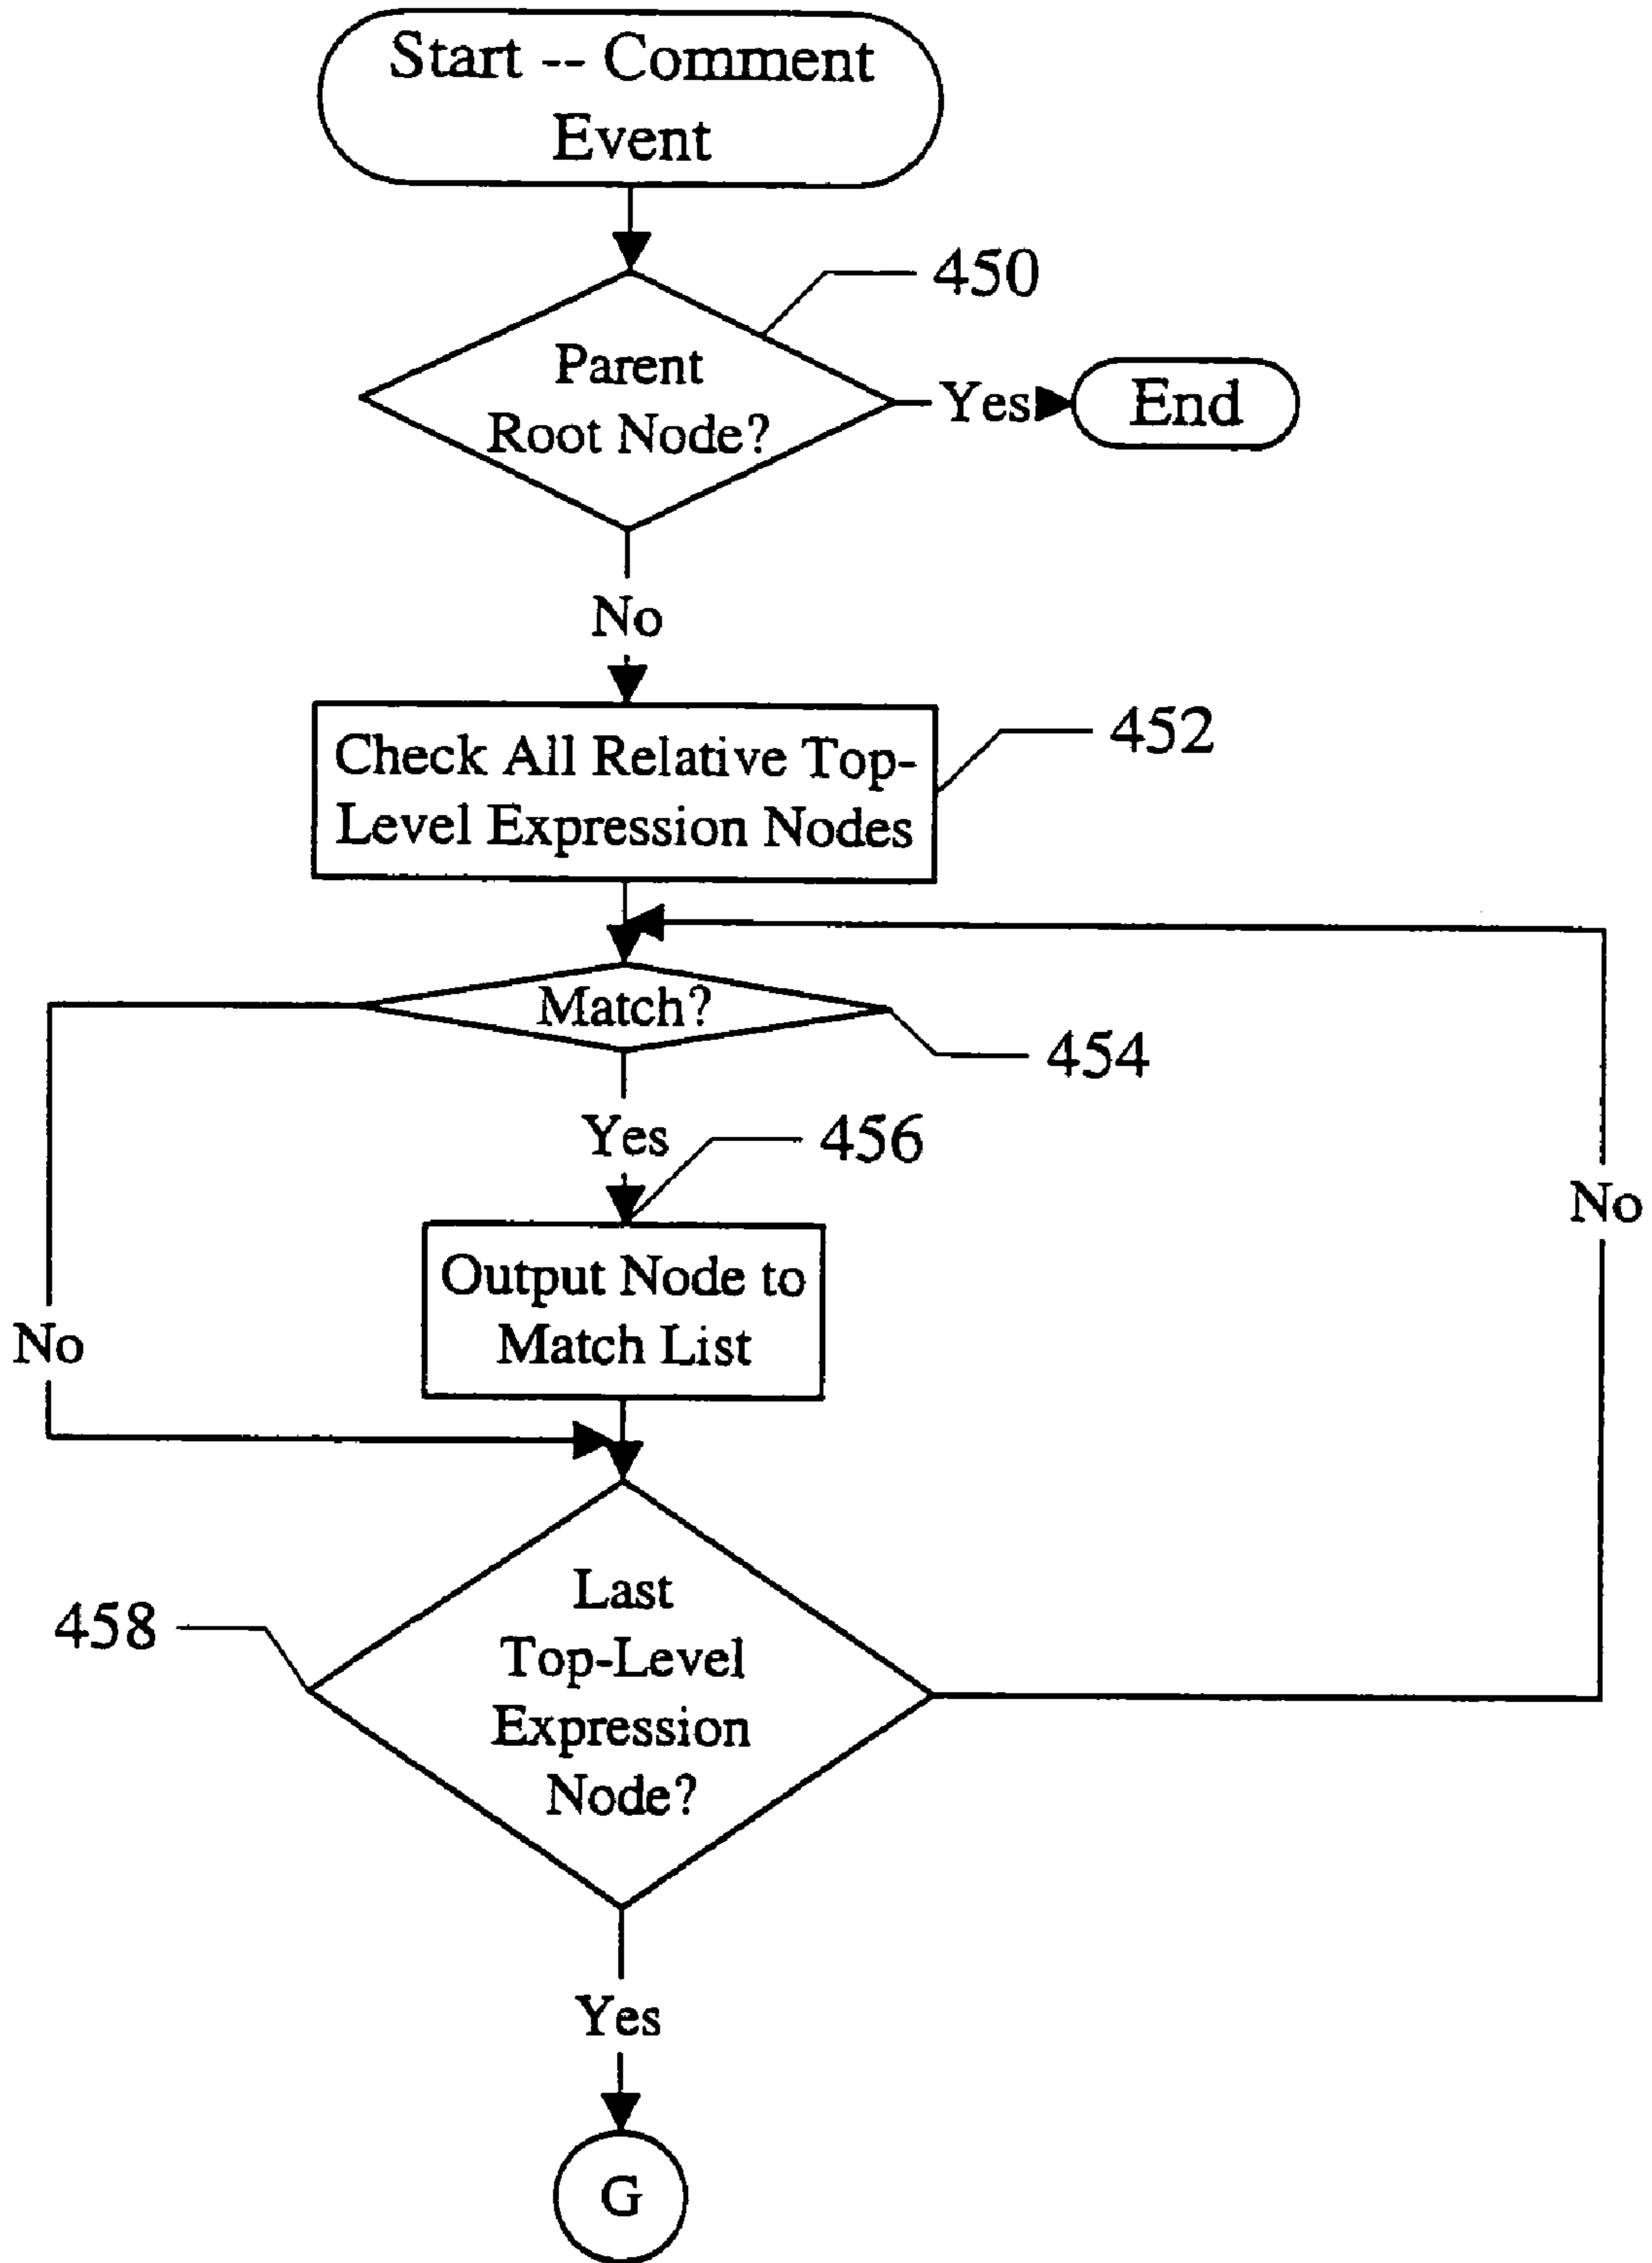 Start -- Comment
Event
450
Parent
Root Node?
Yes
End
No
Check All Relative Top-
Level Expression Nodes
452
Match?
454
Yes
456
No
Output Node to
Match List
No
458
Last
Top-Level
Expression
Node?
Yes
G